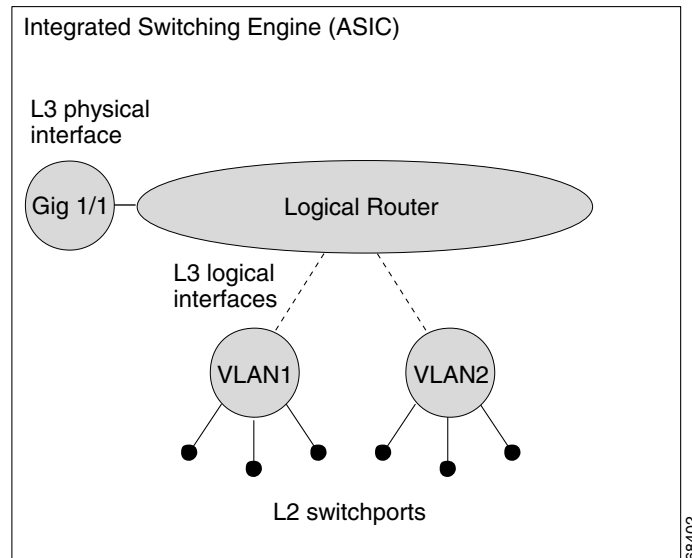 Integrated Switching Engine (ASIC)
L3 physical
interface
Gig 1/1
Logical Router
L3 logical
interfaces
VLAN1
VLAN2
L2 switchports
68402